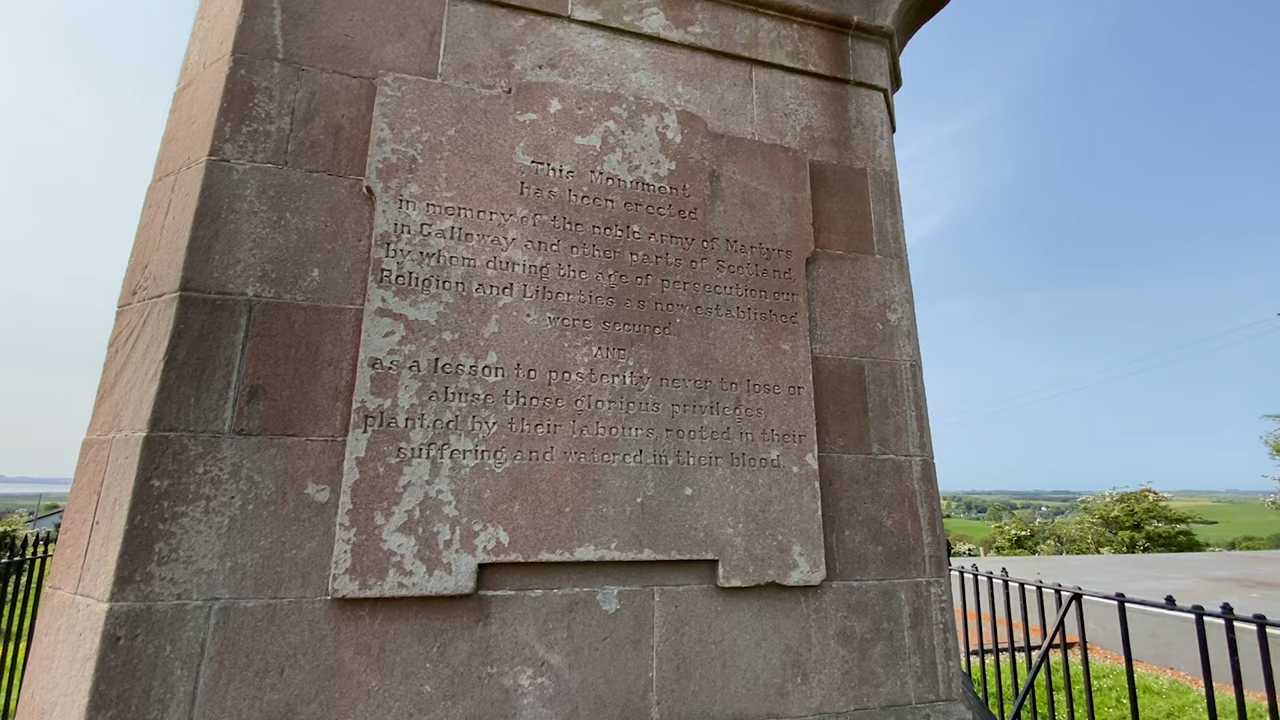 This Monument
has been erected
in memory of the noble army of Martyrs
in Galloway and other parts of Scotland,
by whom during the age of persecution our
Religion and Liberties as now established
were secured,
AND
as a lesson to posterity never to lose or
abuse those glorious privileges,
planted by their labours, rooted in their
suffering and watered in their blood.